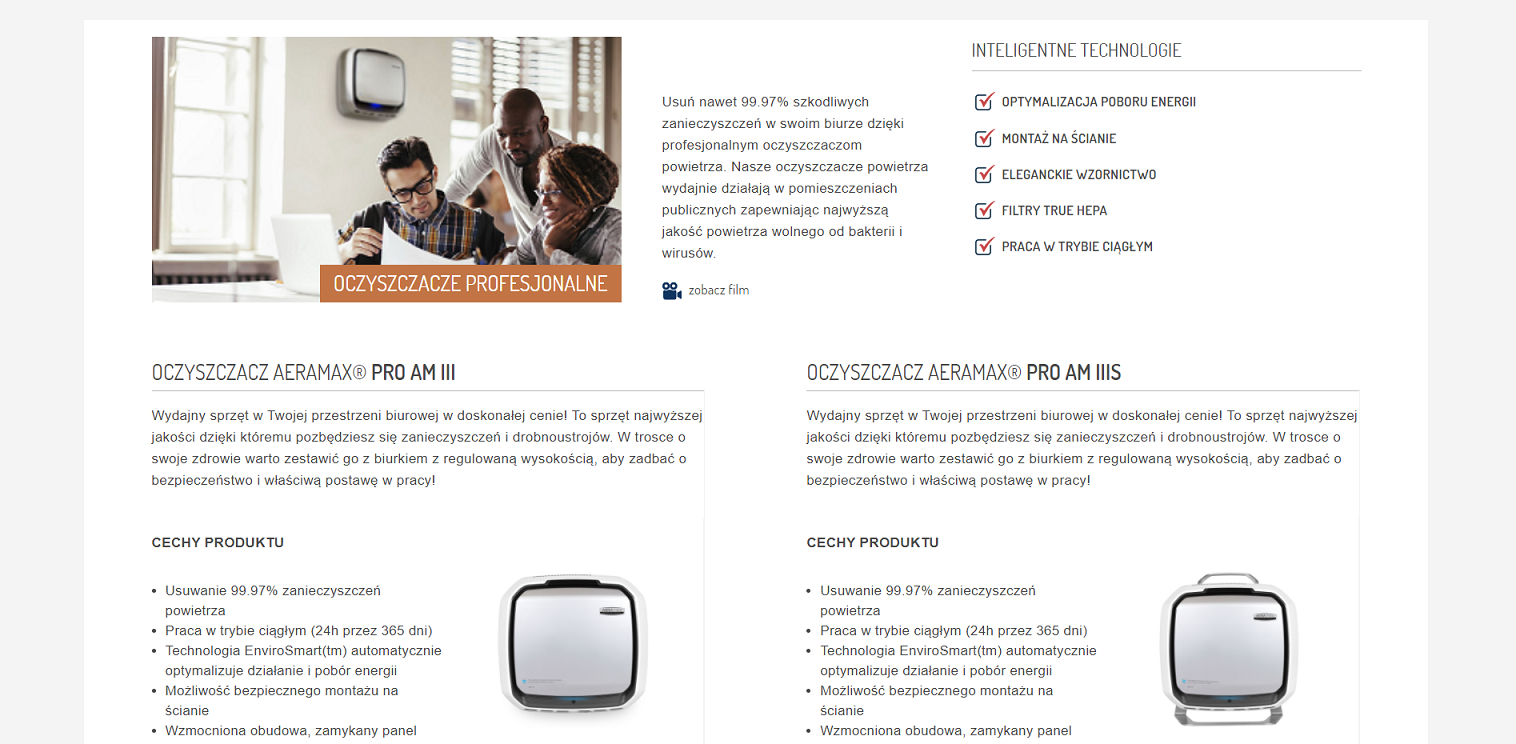 INTELIGENTNE TECHNOLOGIE
Usuń nawet 99.97% szkodliwych
zanieczyszczeń w swoim biurze dzięki
profesjonalnym oczyszczaczom
powietrza. Nasze oczyszczacze powietrza
wydajnie działają w pomieszczeniach
publicznych zapewniając najwyższą
jakość powietrza wolnego od bakterii i
wirusów.
zobacz film
OPTYMALIZACJA POBORU ENERGII
MONTAŻ NA ŚCIANIE
ELEGANCKIE WZORNICTWO
FILTRY TRUE HEPA
PRACA W TRYBIE CIĄGŁYM
OCZYSZCZACZE PROFESJONALNE
OCZYSZCZACZ AERAMAX® PRO AM III
Wydajny sprzęt w Twojej przestrzeni biurowej w doskonałej cenie! To sprzęt najwyższej
jakości dzięki któremu pozbędziesz się zanieczyszczeń i drobnoustrojów. W trosce o
swoje zdrowie warto zestawić go z biurkiem z regulowaną wysokością, aby zadbać o
bezpieczeństwo i właściwą postawę w pracy!
CECHY PRODUKTU
• Usuwanie 99.97% zanieczyszczeń
powietrza
• Praca w trybie ciągłym (24h przez 365 dni)
• Technologia EnviroSmart(tm) automatycznie
optymalizuje działanie i pobór energii
• Możliwość bezpiecznego montażu na
ścianie
• Wzmocniona obudowa, zamykany panel
OCZYSZCZACZ AERAMAX® PRO AM IIIS
Wydajny sprzęt w Twojej przestrzeni biurowej w doskonałej cenie! To sprzęt najwyższej
jakości dzięki któremu pozbędziesz się zanieczyszczeń i drobnoustrojów. W trosce o
swoje zdrowie warto zestawić go z biurkiem z regulowaną wysokością, aby zadbać o
bezpieczeństwo i właściwą postawę w pracy!
CECHY PRODUKTU
• Usuwanie 99.97% zanieczyszczeń
powietrza
• Praca w trybie ciągłym (24h przez 365 dni)
• Technologia EnviroSmart(tm) automatycznie
optymalizuje działanie i pobór energii
• Możliwość bezpiecznego montażu na
ścianie
• Wzmocniona obudowa, zamykany panel